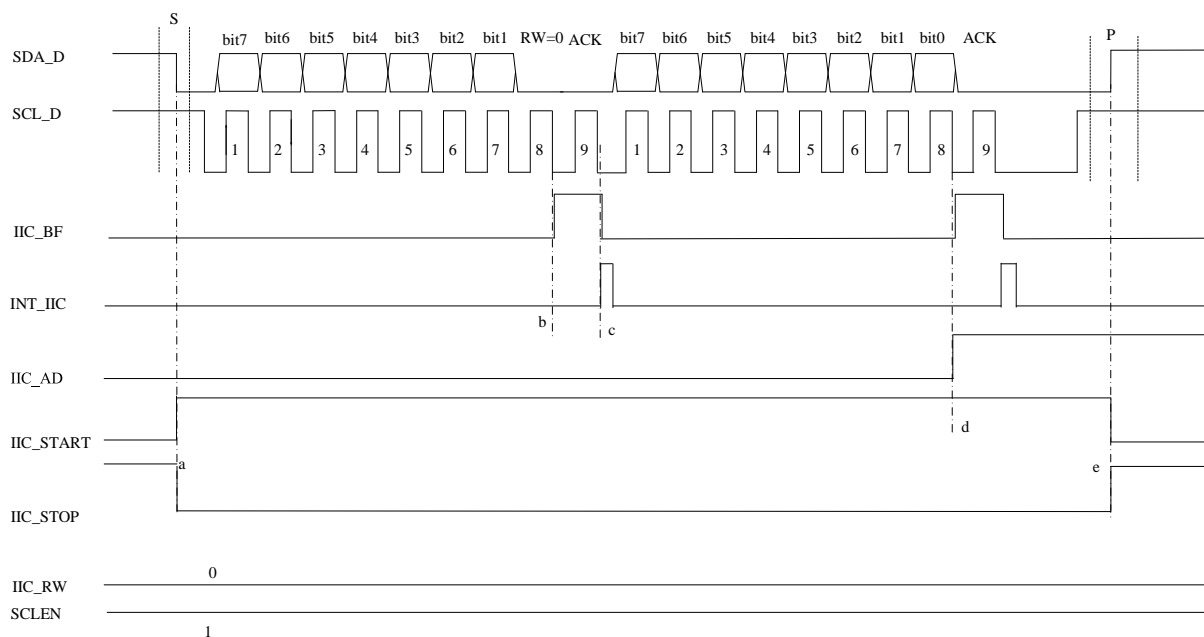 S
bit7 bit6 bit5 bit4 bit3 bit2 bit1 RW=0 ACK bit7 bit6 bit5 bit4 bit3 bit2 bit1 bit0 ACK P
SDA_D
SCL_D
1 2 3 4 5 6 7 8 9 1 2 3 4 5 6 7 8 9
IIC_BF
INT_IIC
b c
IIC_AD
d
IIC_START
a e
IIC_STOP
0
IIC_RW
SCLEN
1